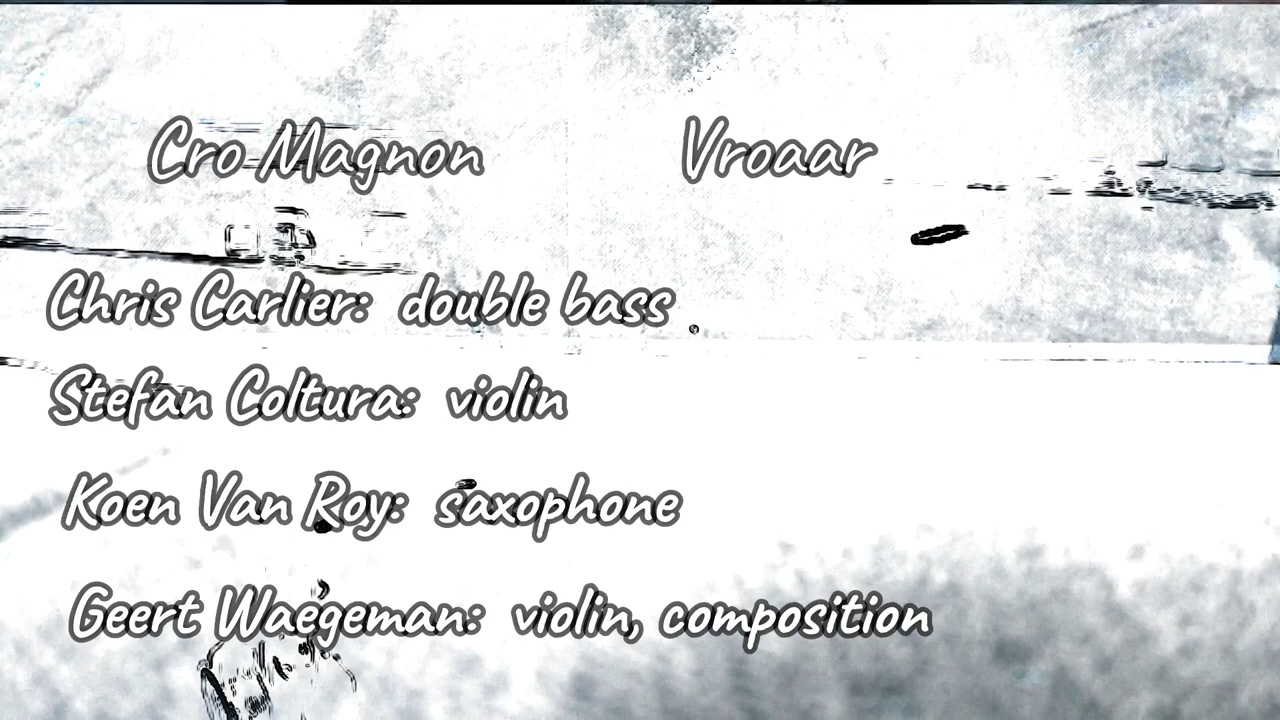 Cro Magnon Vroaar
Chris Carlier: double bass
Stefan Coltura: violin
Koen Van Roy: saxophone
Geert Waegeman: violin, composition